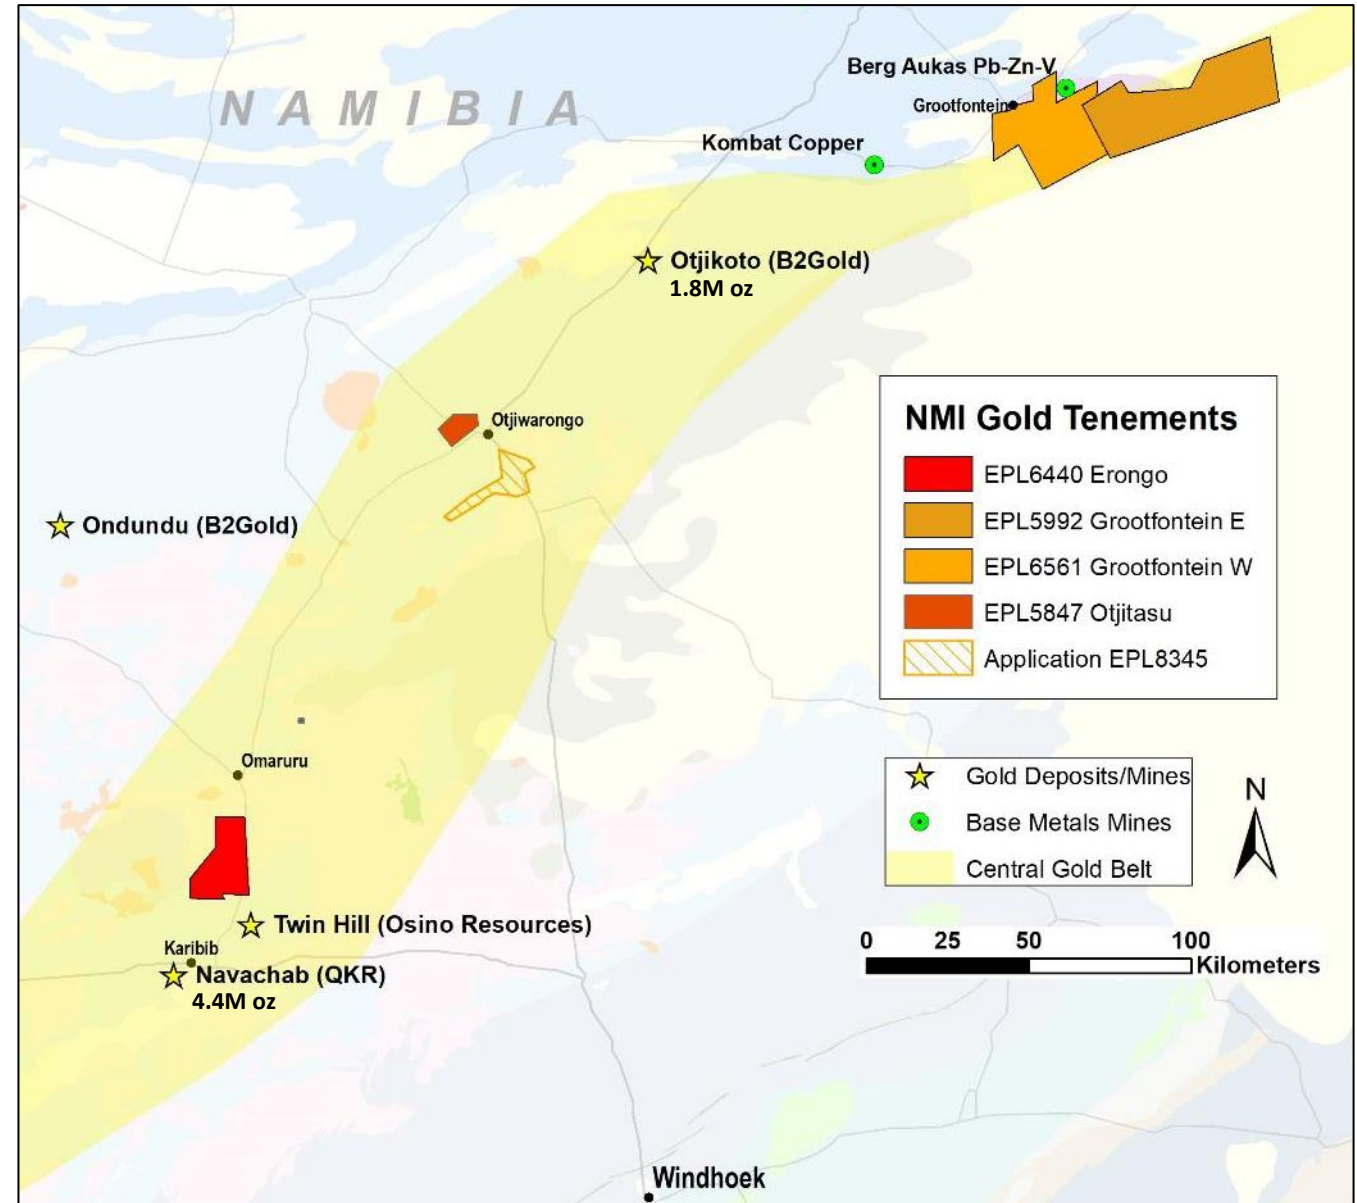 NAMIBIA
Berg Aukas Pb-Zn-V
Grootfontein
Kombat Copper
Otjikoto (B2Gold)
1.8M oz
Otjiwarongo
Ondundu (B2Gold)
Omaruru
Twin Hill (Osino Resources)
Karibib
Navachab (QKR)
4.4M oz
Windhoek
NMI Gold Tenements
EPL6440 Erongo
EPL5992 Grootfontein E
EPL6561 Grootfontein W
EPL5847 Otjitasu
Application EPL8345
Gold Deposits/Mines
Base Metals Mines
Central Gold Belt
N
0 25 50 100
Kilometers